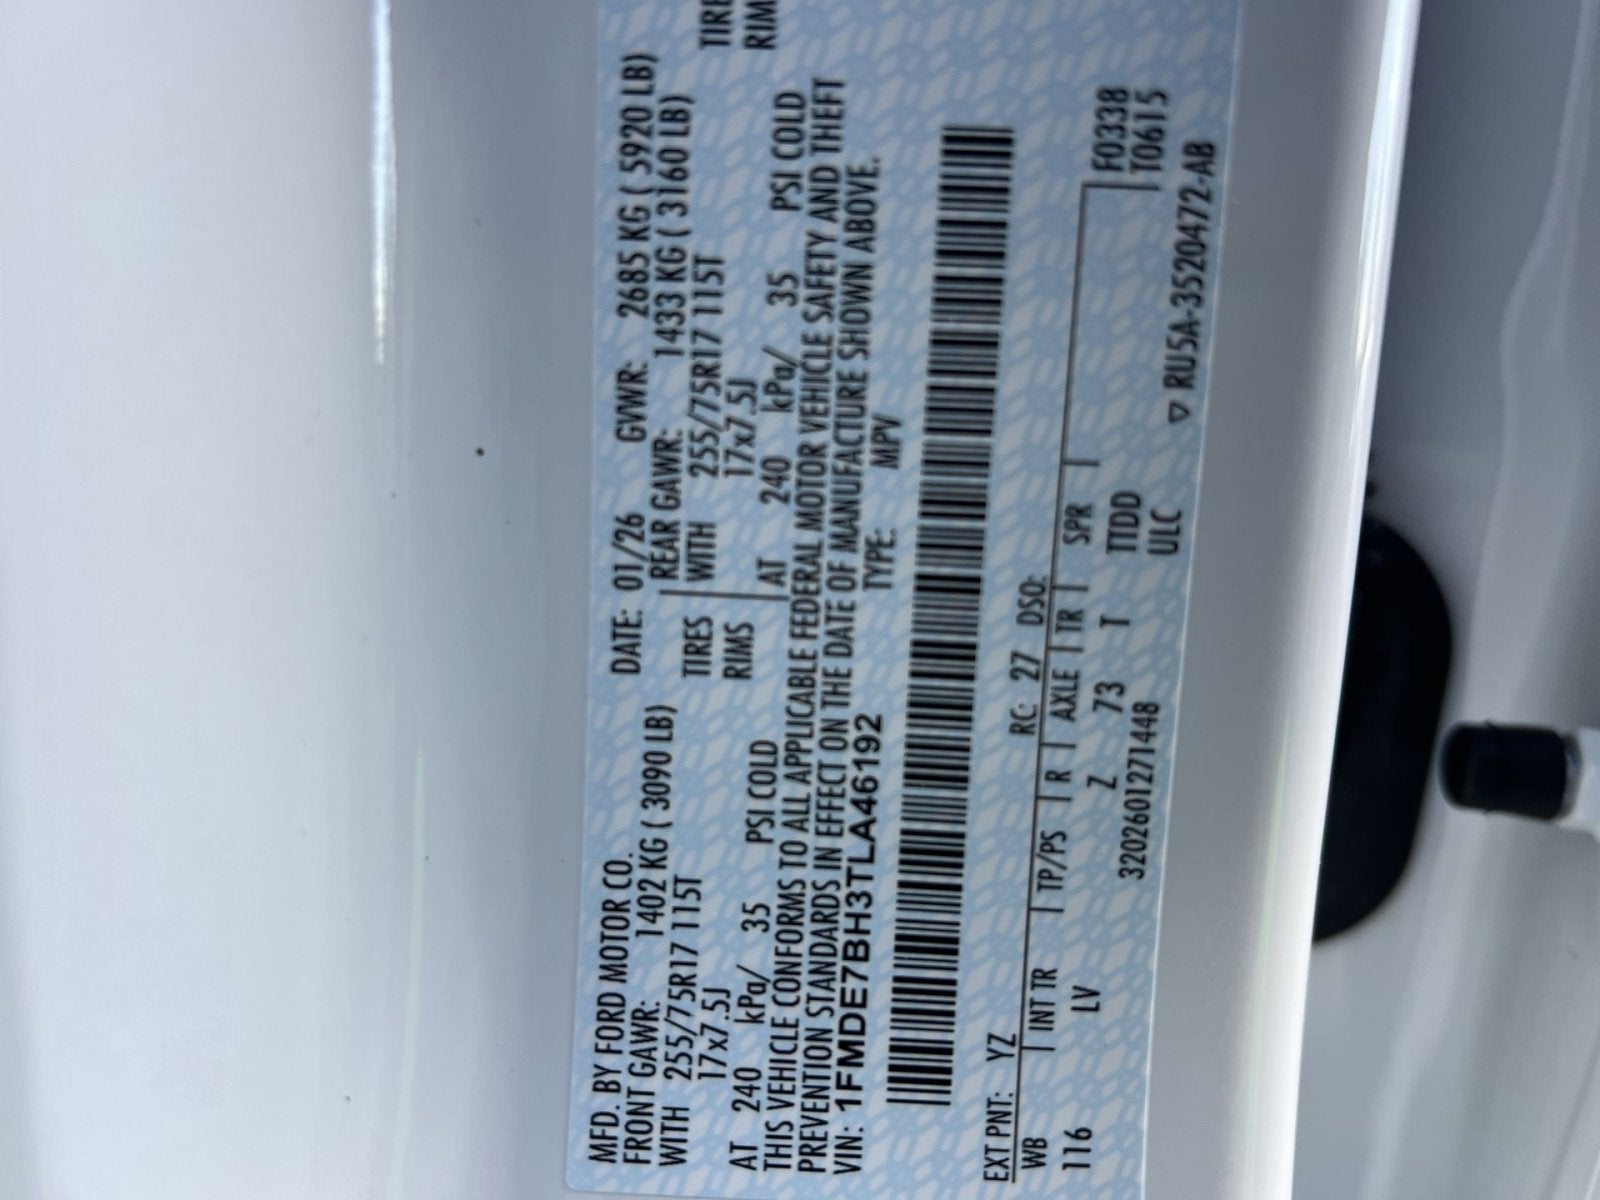 MFD. BY FORD MOTOR CO.
DATE: 01/26 GVWR: 2685 KG ( 5920 LB)
FRONT GAWR: 1402 KG ( 3090 LB) REAR GAWR: 1433 KG ( 3160 LB)
WITH 255/75R17 115T TIRES WITH 255/75R17 115T TIRE
17x7.5J RIMS 17x7.5J RIM
AT 240 kPa/ 35 PSI COLD AT 240 kPa/ 35 PSI COLD
THIS VEHICLE CONFORMS TO ALL APPLICABLE FEDERAL MOTOR VEHICLE SAFETY AND THEFT
PREVENTION STANDARDS IN EFFECT ON THE DATE OF MANUFACTURE SHOWN ABOVE.
VIN: 1FMDE7BH3TLA46192 TYPE: MPV
EXT PNT: YZ RC: 27 DSO:
WB | INT TR | TP/PS | R | AXLE | TR | SPR | F0338
116 LV Z 73 T TTDD T0615
3202601271448 ULC ▽ RU5A-3520472-AB